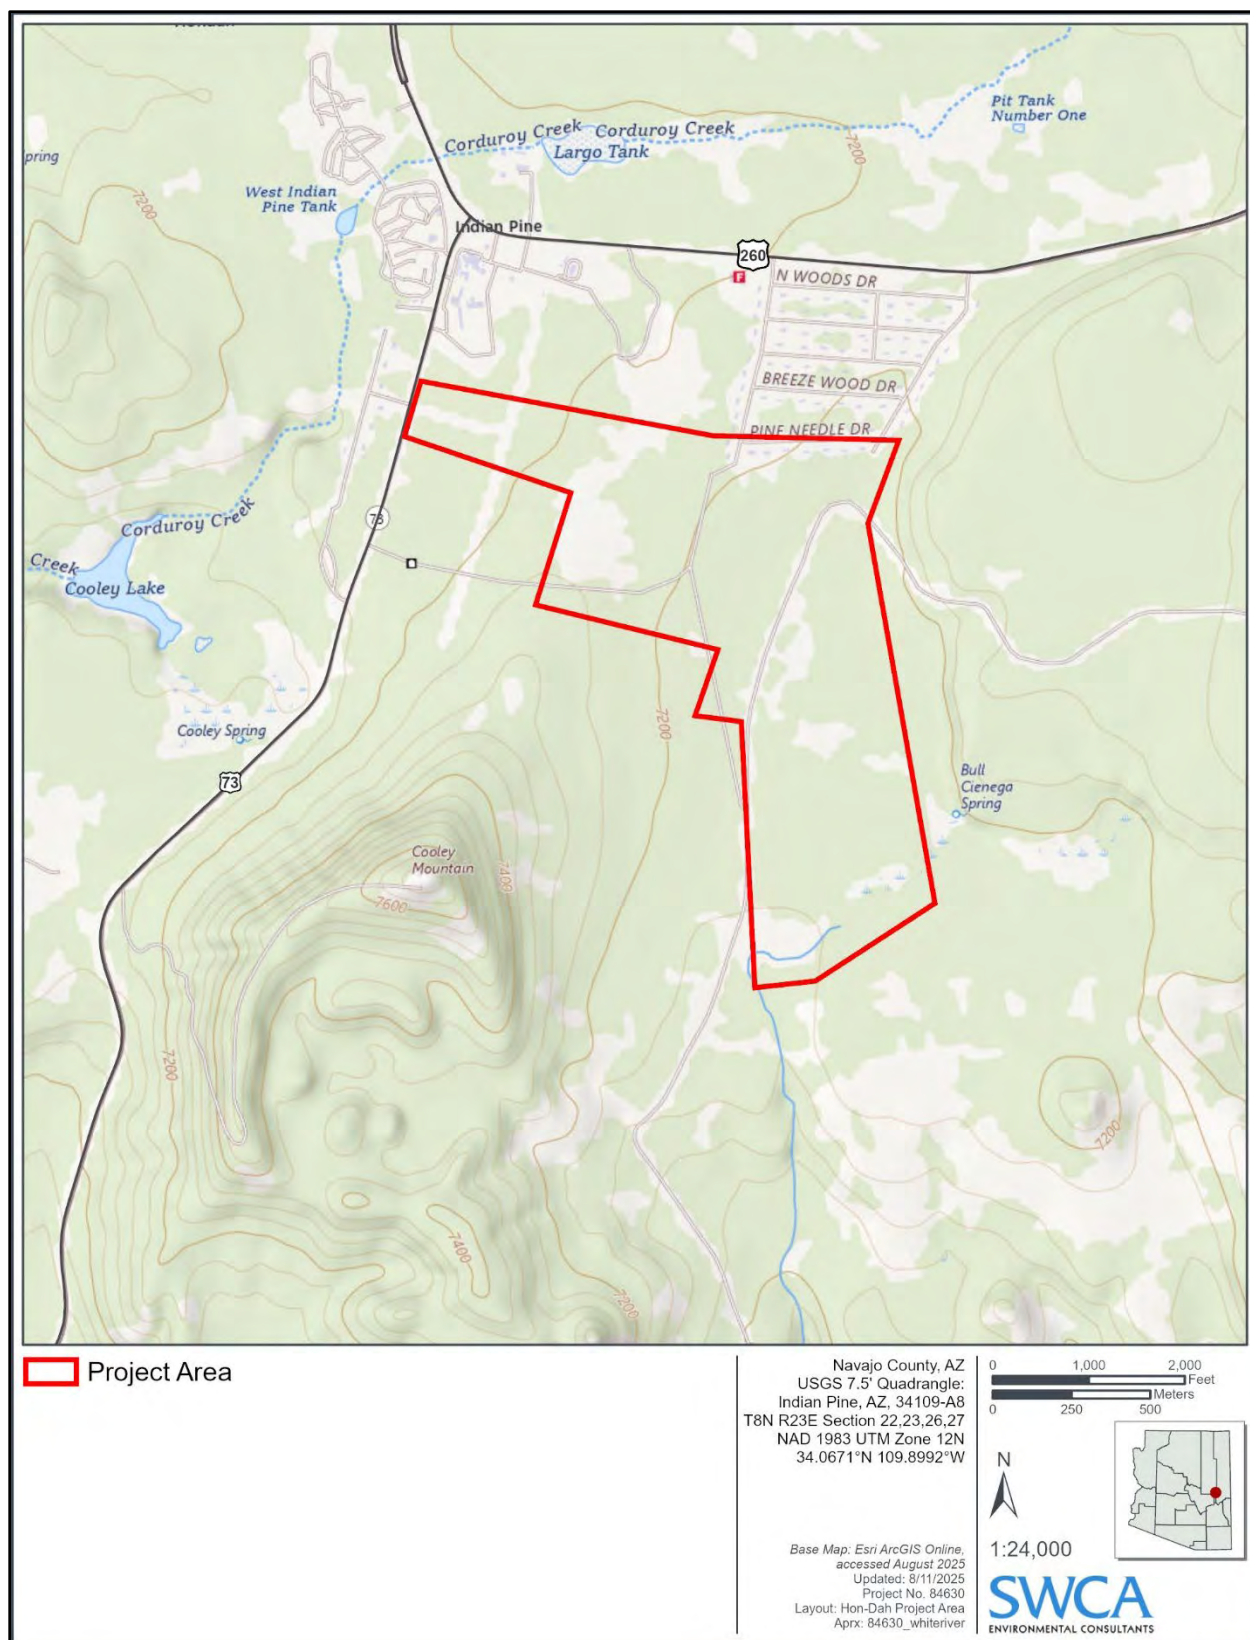 7200
Pit Tank
Number One
Corduroy Creek
Corduroy Creek
Largo Tank
7200
pring
West Indian
Pine Tank
Indian Pine
260
F
N WOODS DR
BREEZE WOOD DR
PINE NEEDLE DR
73
Corduroy Creek
Creek
Cooley Lake
Cooley Spring
7200
73
Bull
Cienega
Spring
Cooley
Mountain
7400
7600
7200
7200
7400
7200
Project Area
Navajo County, AZ
USGS 7.5' Quadrangle:
Indian Pine, AZ, 34109-A8
T8N R23E Section 22,23,26,27
NAD 1983 UTM Zone 12N
34.0671°N 109.8992°W
Base Map: Esri ArcGIS Online,
accessed August 2025
Updated: 8/11/2025
Project No. 84630
Layout: Hon-Dah Project Area
Aprx: 84630_whiteriver
0 1,000 2,000
Feet
Meters
0 250 500
N
1:24,000
SWCA
ENVIRONMENTAL CONSULTANTS